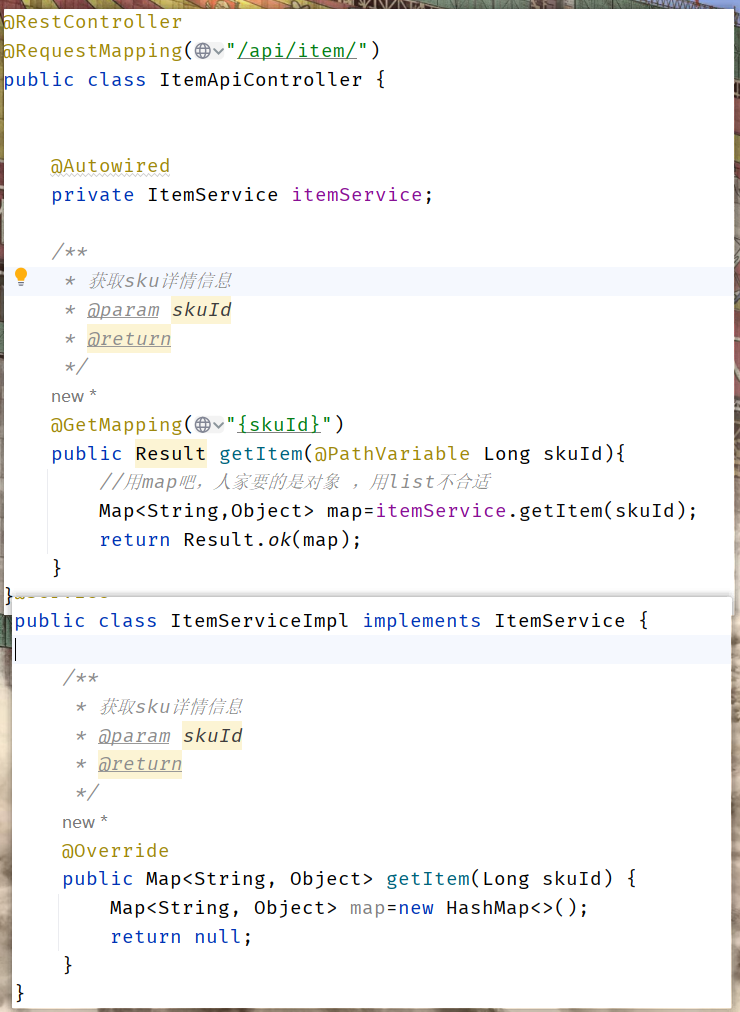 @RestController
@RequestMapping("/api/item/")
public class ItemApiController {
@Autowired
private ItemService itemService;
/**
* 获取sku详情信息
* @param skuId
* @return
*/
new *
@GetMapping("{skuId}")
public Result getItem(@PathVariable Long skuId){
//用map吧，人家要的是对象 ，用list不合适
Map<String,Object> map=itemService.getItem(skuId);
return Result.ok(map);
}
}
public class ItemServiceImpl implements ItemService {
/**
* 获取sku详情信息
* @param skuId
* @return
*/
new *
@Override
public Map<String, Object> getItem(Long skuId) {
Map<String, Object> map=new HashMap<>();
return null;
}
}